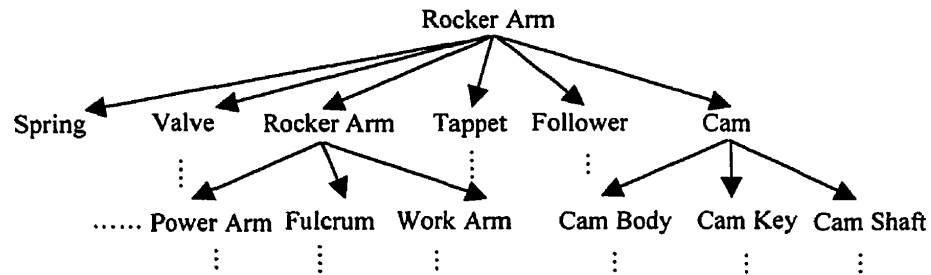 Rocker Arm
Spring Valve Rocker Arm Tappet Follower Cam
...... Power Arm Fulcrum Work Arm Cam Body Cam Key Cam Shaft